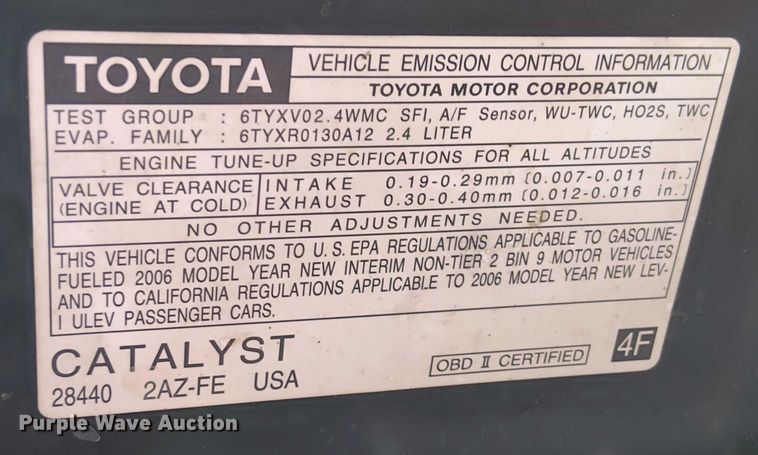 TOYOTA VEHICLE EMISSION CONTROL INFORMATION
TOYOTA MOTOR CORPORATION
TEST GROUP : 6TYXV02.4WMC SFI, A/F Sensor, WU-TWC, HO2S, TWC
EVAP. FAMILY : 6TYXR0130A12 2.4 LITER
ENGINE TUNE-UP SPECIFICATIONS FOR ALL ALTITUDES
VALVE CLEARANCE INTAKE 0.19-0.29mm (0.007-0.011 in.)
(ENGINE AT COLD) EXHAUST 0.30-0.40mm (0.012-0.016 in.)
NO OTHER ADJUSTMENTS NEEDED.
THIS VEHICLE CONFORMS TO U.S. EPA REGULATIONS APPLICABLE TO GASOLINE-
FUELED 2006 MODEL YEAR NEW INTERIM NON-TIER 2 BIN 9 MOTOR VEHICLES
AND TO CALIFORNIA REGULATIONS APPLICABLE TO 2006 MODEL YEAR NEW LEV-
I ULEV PASSENGER CARS.
CATALYST
OBD II CERTIFIED 4F
28440 2AZ-FE USA
Purple Wave Auction